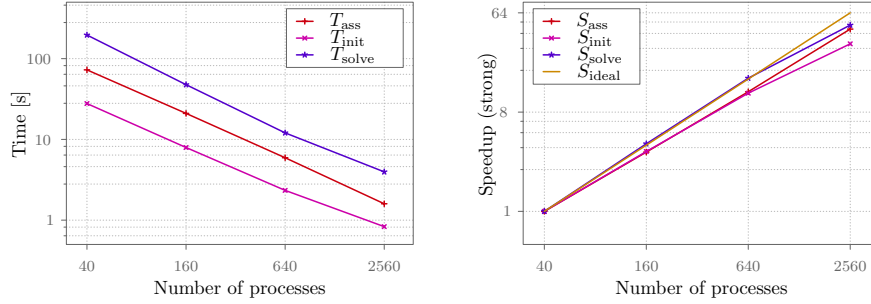 100
10
1
40
160
640
2560
Time [s]
Number of processes
T_ass
T_init
T_solve
64
8
1
40
160
640
2560
Speedup (strong)
Number of processes
S_ass
S_init
S_solve
S_ideal